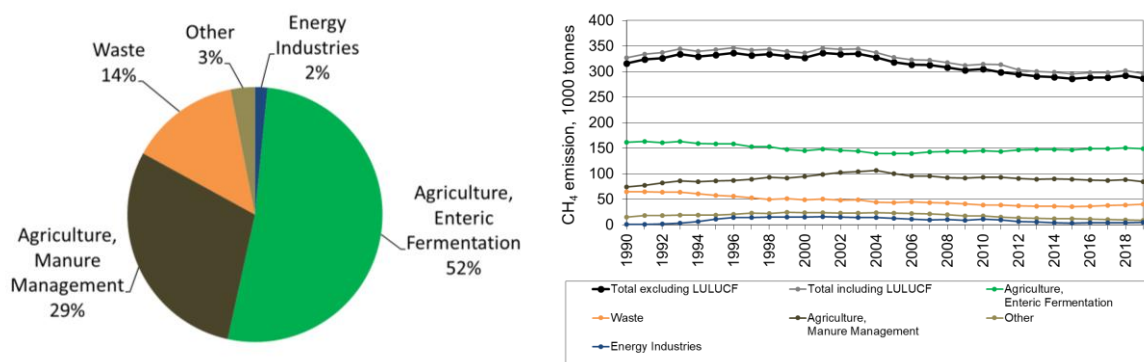 Energy
Industries
2%
Other
3%
Waste
14%
Agriculture,
Enteric
Fermentation
52%
Agriculture,
Manure
Management
29%
CH₄ emission, 1000 tonnes
400
350
300
250
200
150
100
50
0
1990
1992
1994
1996
1998
2000
2002
2004
2006
2008
2010
2012
2014
2016
2018
Total excluding LULUCF
Total including LULUCF
Agriculture,
Enteric Fermentation
Waste
Agriculture,
Manure Management
Other
Energy Industries